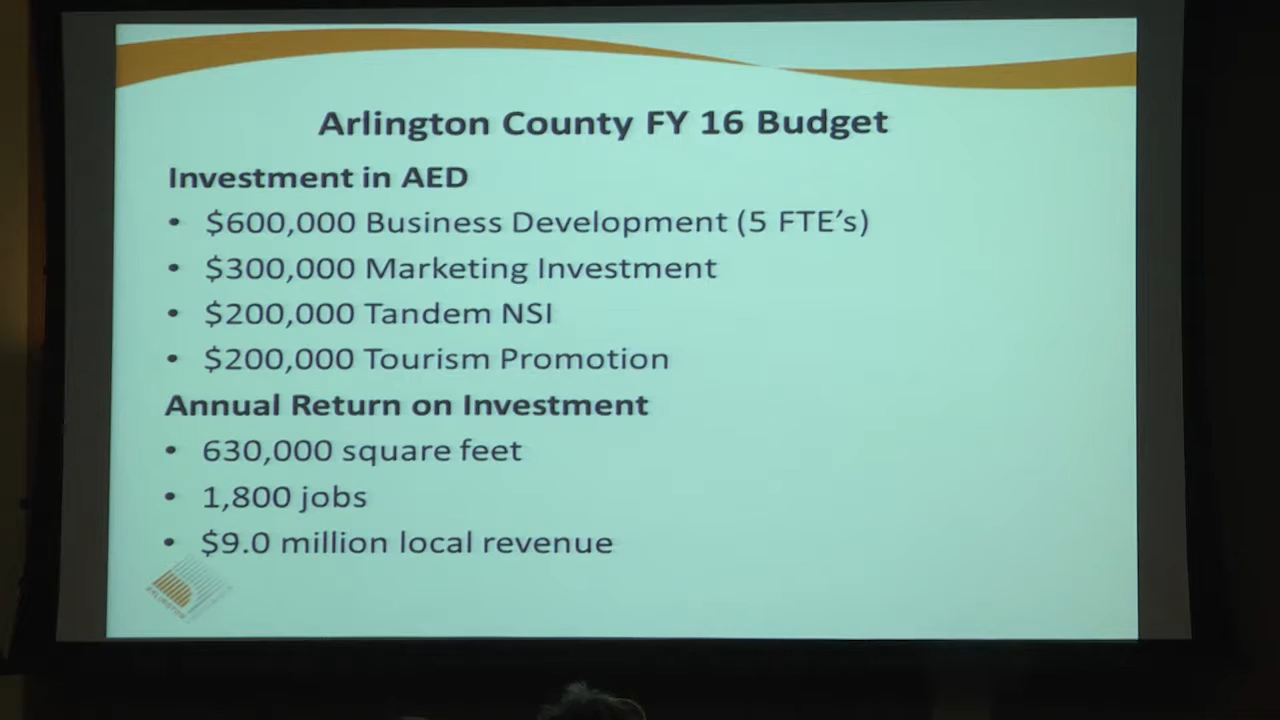 Arlington County FY 16 Budget
Investment in AED
• $600,000 Business Development (5 FTE’s)
• $300,000 Marketing Investment
• $200,000 Tandem NSI
• $200,000 Tourism Promotion
Annual Return on Investment
• 630,000 square feet
• 1,800 jobs
• $9.0 million local revenue
ARLINGTON